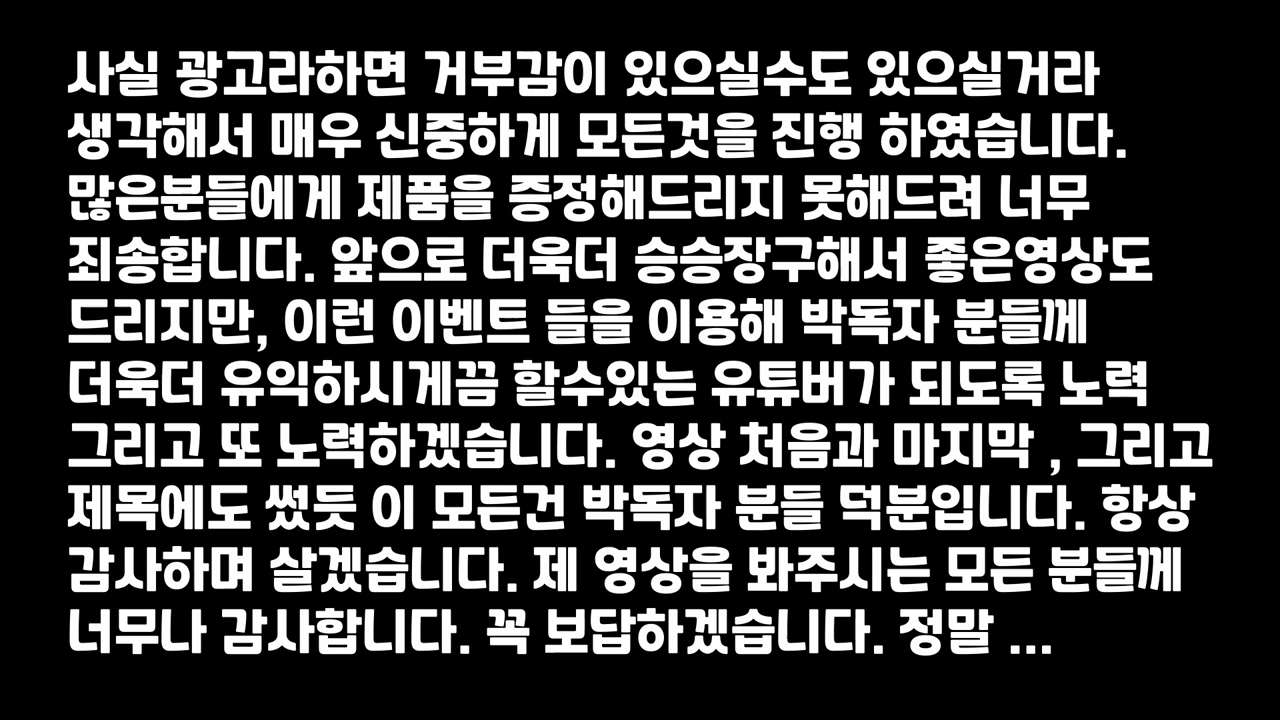 사실 광고라하면 거부감이 있으실수도 있으실거라
생각해서 매우 신중하게 모든것을 진행 하였습니다.
많은분들에게 제품을 증정해드리지 못해드려 너무
죄송합니다. 앞으로 더욱더 승승장구해서 좋은영상도
드리지만, 이런 이벤트 들을 이용해 박독자 분들께
더욱더 유익하시게끔 할수있는 유튜버가 되도록 노력
그리고 또 노력하겠습니다. 영상 처음과 마지막 , 그리고
제목에도 썼듯 이 모든건 박독자 분들 덕분입니다. 항상
감사하며 살겠습니다. 제 영상을 봐주시는 모든 분들께
너무나 감사합니다. 꼭 보답하겠습니다. 정말 ...